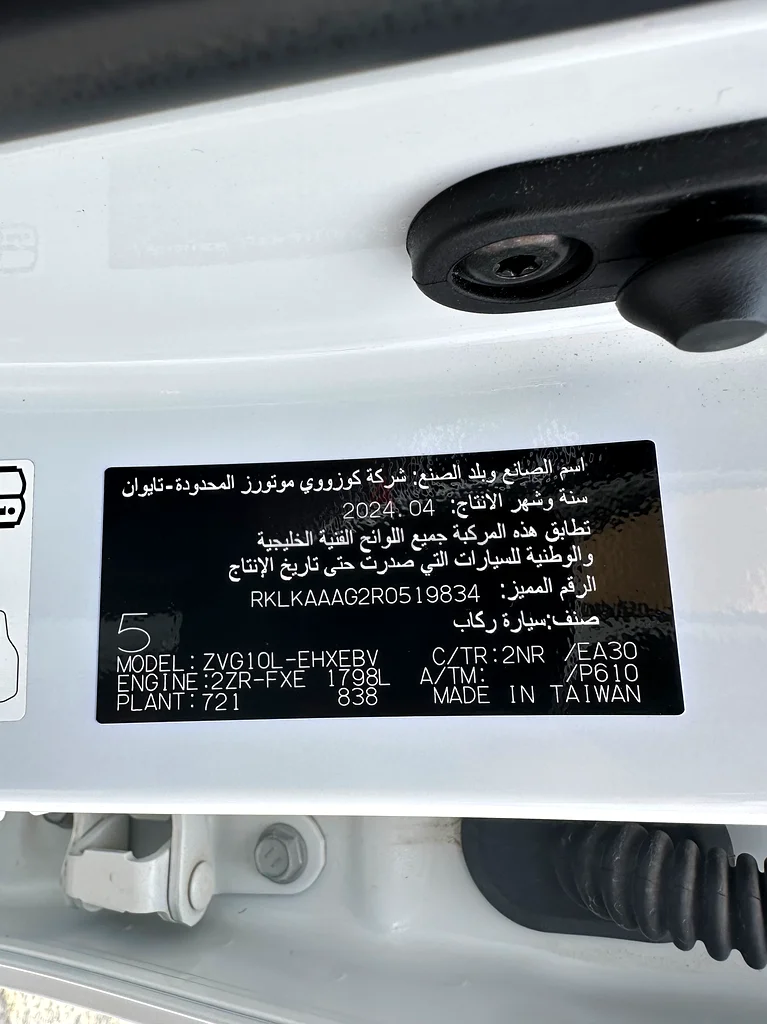 اسم الصانع وبلد الصنع: شركة كوزووي موتورز المحدودة-تايوان
سنة وشهر الانتاج: 2024.04
تطابق هذه المركبة جميع اللوائح الفنية الخليجية
والوطنية للسيارات التي صدرت حتى تاريخ الإنتاج
الرقم المميز: RKLKAAAG2R0519834
صنف:سيارة ركاب
5
MODEL:ZVG10L-EHXEBV C/TR:2NR /EA30
ENGINE:2ZR-FXE 1798L A/TM: /P610
PLANT:721 838 MADE IN TAIWAN